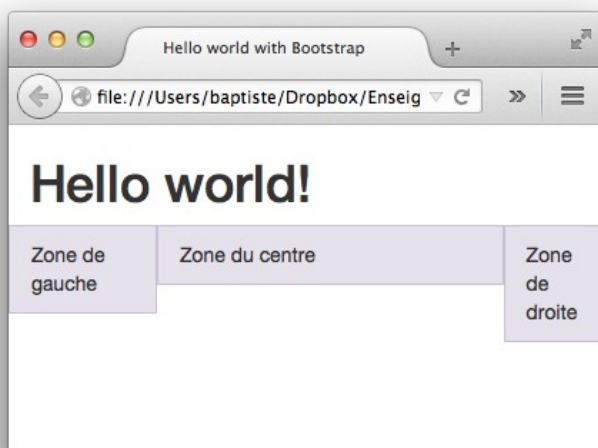 Hello world with Bootstrap
file:///Users/baptiste/Dropbox/Enseig
Hello world!
Zone de
gauche
Zone du centre
Zone
de
droite